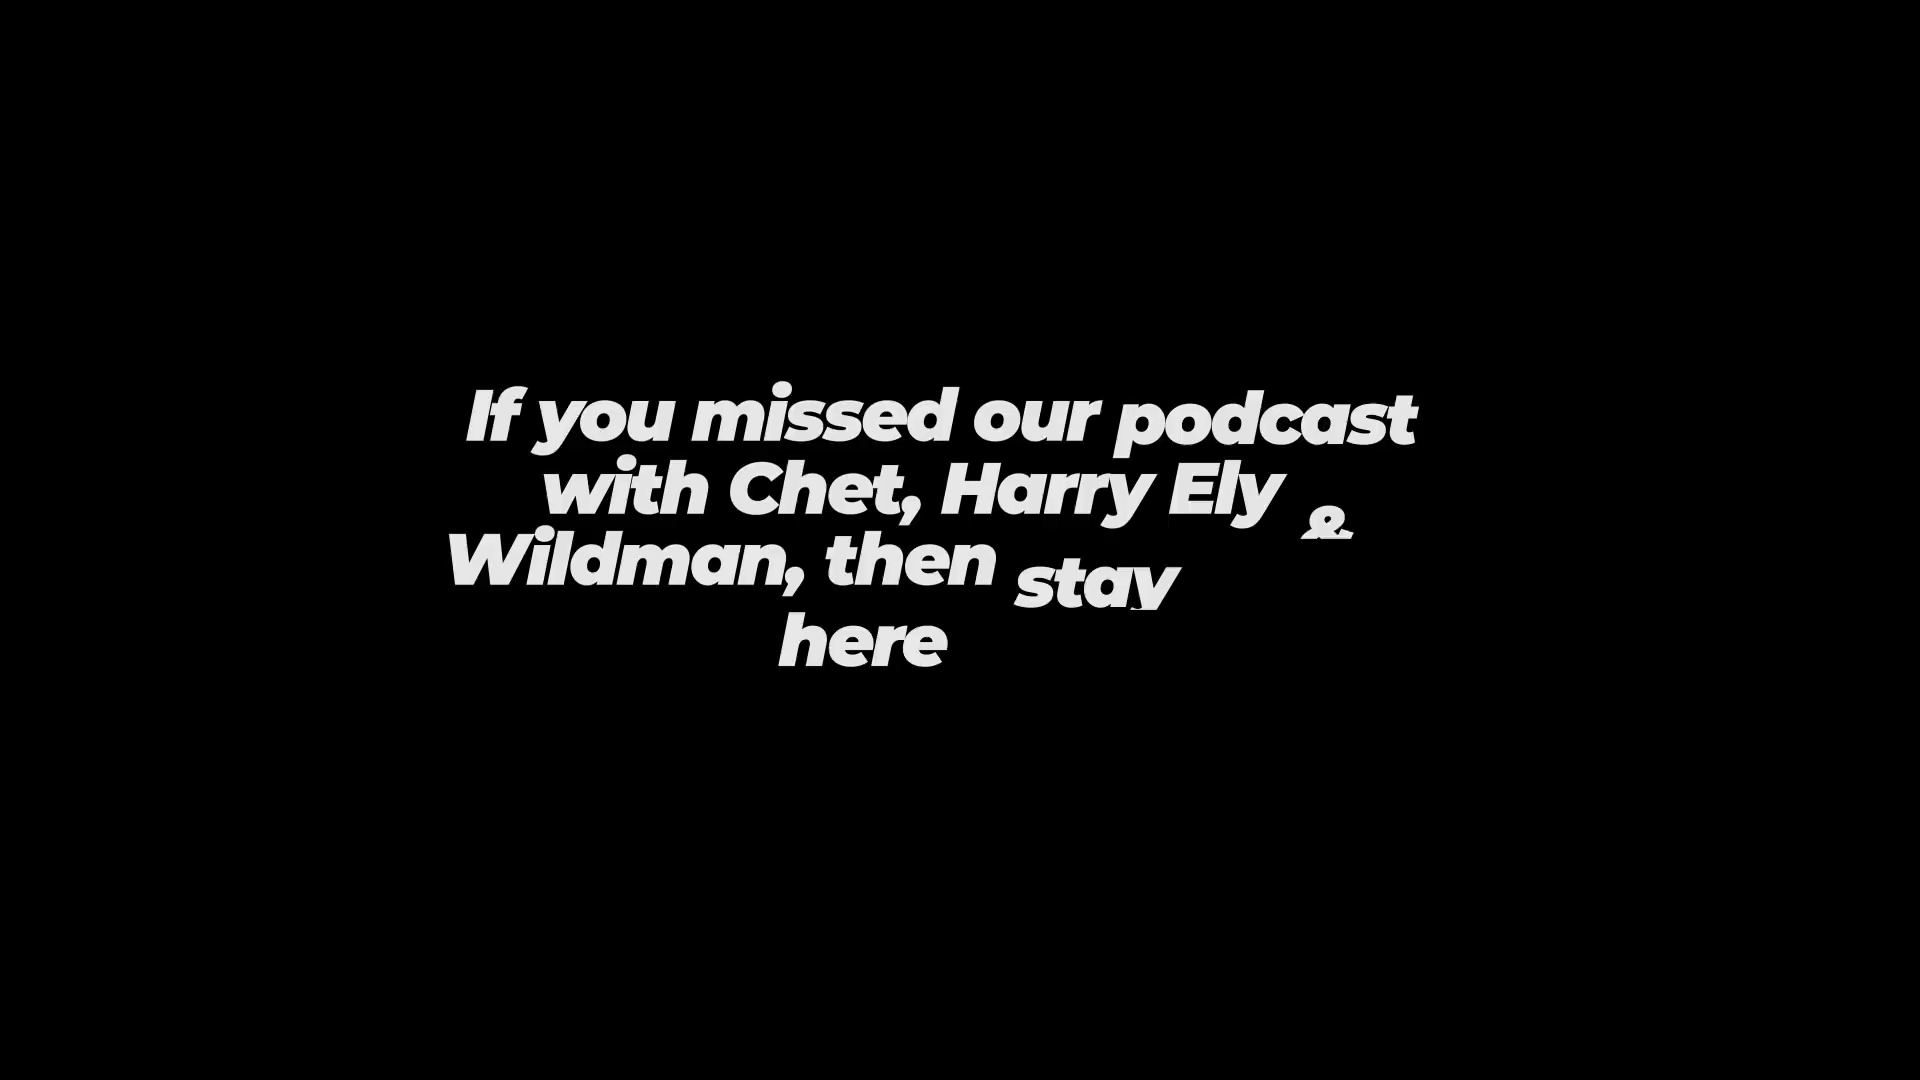 If you missed our podcast
with Chet, Harry Ely &
Wildman, then stay
here